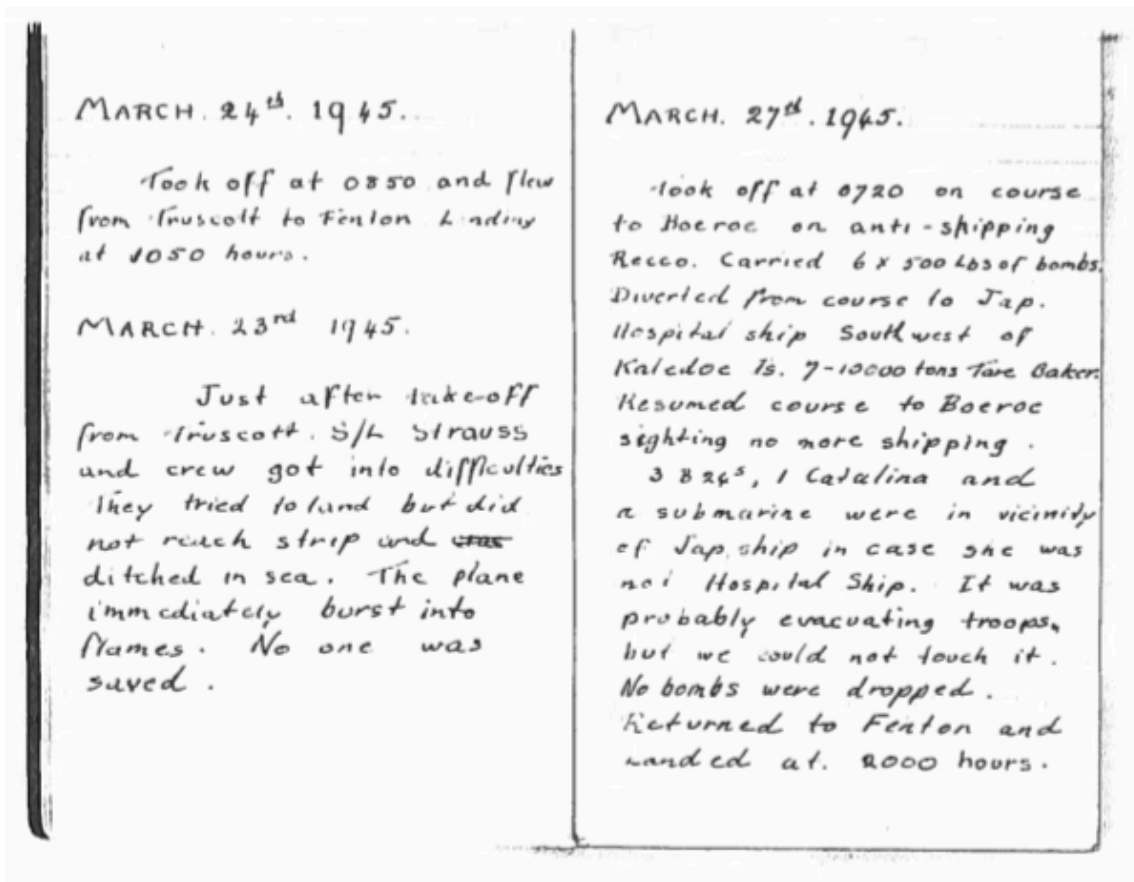 MARCH. 24th. 1945.
Took off at 0850 and flew
from Truscott to Fenton Landing
at 1050 hours.
MARCH. 23rd 1945.
Just after take-off
from Truscott. S/L Strauss
and crew got into difficulties
They tried to land but did
not reach strip and was
ditched in sea. The plane
immediately burst into
flames. No one was
saved.
MARCH. 27th. 1945.
Took off at 0720 on course
to Boeroe on anti-shipping
Recco. Carried 6 x 500 Lbs of bombs.
Diverted from course to Jap.
Hospital ship South west of
Kaledoe Is. 7-10000 tons Tare Baker.
Resumed course to Boeroe
sighting no more shipping.
3 B24s, 1 Catalina and
a submarine were in vicinity
of Jap ship in case she was
not Hospital Ship. It was
probably evacuating troops,
but we could not touch it.
No bombs were dropped.
Returned to Fenton and
Landed at. 2000 hours.